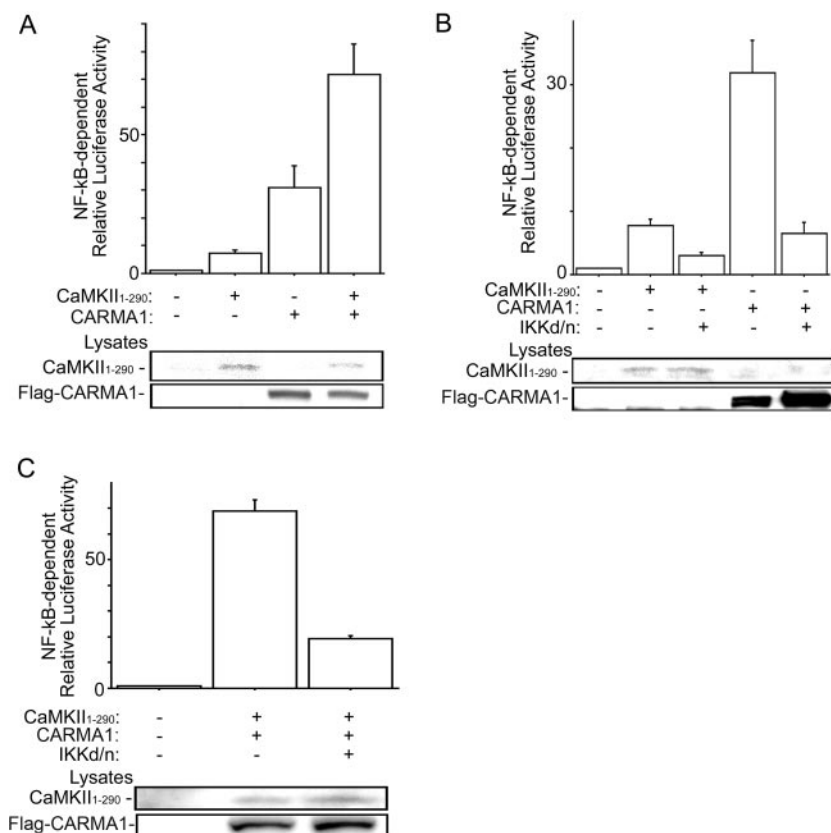 A
NF-kB-dependent
Relative Luciferase Activity
50
0
CaMKII1-290: - + - +
CARMA1: - - + +
Lysates
CaMKII1-290 -
Flag-CARMA1-
B
NF-kB-dependent
Relative Luciferase Activity
30
0
CaMKII1-290: - + + - -
CARMA1: - - - + +
IKKd/n: - - + - +
Lysates
CaMKII1-290 -
Flag-CARMA1-
C
NF-kB-dependent
Relative Luciferase Activity
50
0
CaMKII1-290: - + +
CARMA1: - + +
IKKd/n: - - +
Lysates
CaMKII1-290 -
Flag-CARMA1-